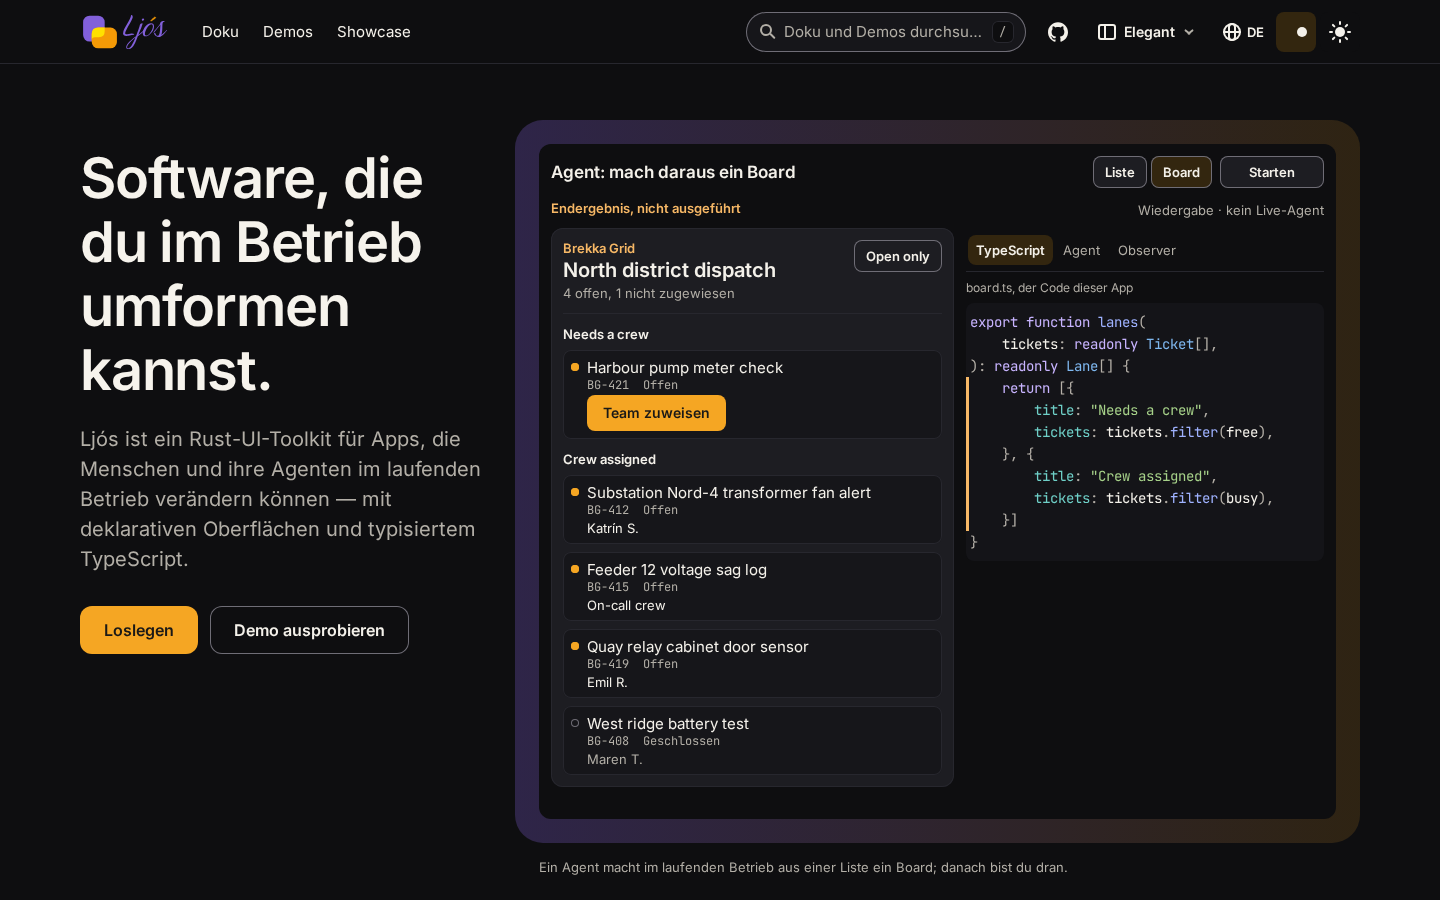 Ljós
Doku
Demos
Showcase
Doku und Demos durchsu...
/
Elegant
DE
Software, die
du im Betrieb
umformen
kannst.
Ljós ist ein Rust-UI-Toolkit für Apps, die
Menschen und ihre Agenten im laufenden
Betrieb verändern können — mit
deklarativen Oberflächen und typisiertem
TypeScript.
Loslegen
Demo ausprobieren
Agent: mach daraus ein Board
Liste
Board
Starten
Endergebnis, nicht ausgeführt
Wiedergabe · kein Live-Agent
Brekka Grid
North district dispatch
4 offen, 1 nicht zugewiesen
Open only
Needs a crew
Harbour pump meter check
BG-421 Offen
Team zuweisen
Crew assigned
Substation Nord-4 transformer fan alert
BG-412 Offen
Katrín S.
Feeder 12 voltage sag log
BG-415 Offen
On-call crew
Quay relay cabinet door sensor
BG-419 Offen
Emil R.
West ridge battery test
BG-408 Geschlossen
Maren T.
TypeScript
Agent
Observer
board.ts, der Code dieser App
export function lanes(
    tickets: readonly Ticket[],
): readonly Lane[] {
    return [{
        title: "Needs a crew",
        tickets: tickets.filter(free),
    }, {
        title: "Crew assigned",
        tickets: tickets.filter(busy),
    }]
}
Ein Agent macht im laufenden Betrieb aus einer Liste ein Board; danach bist du dran.